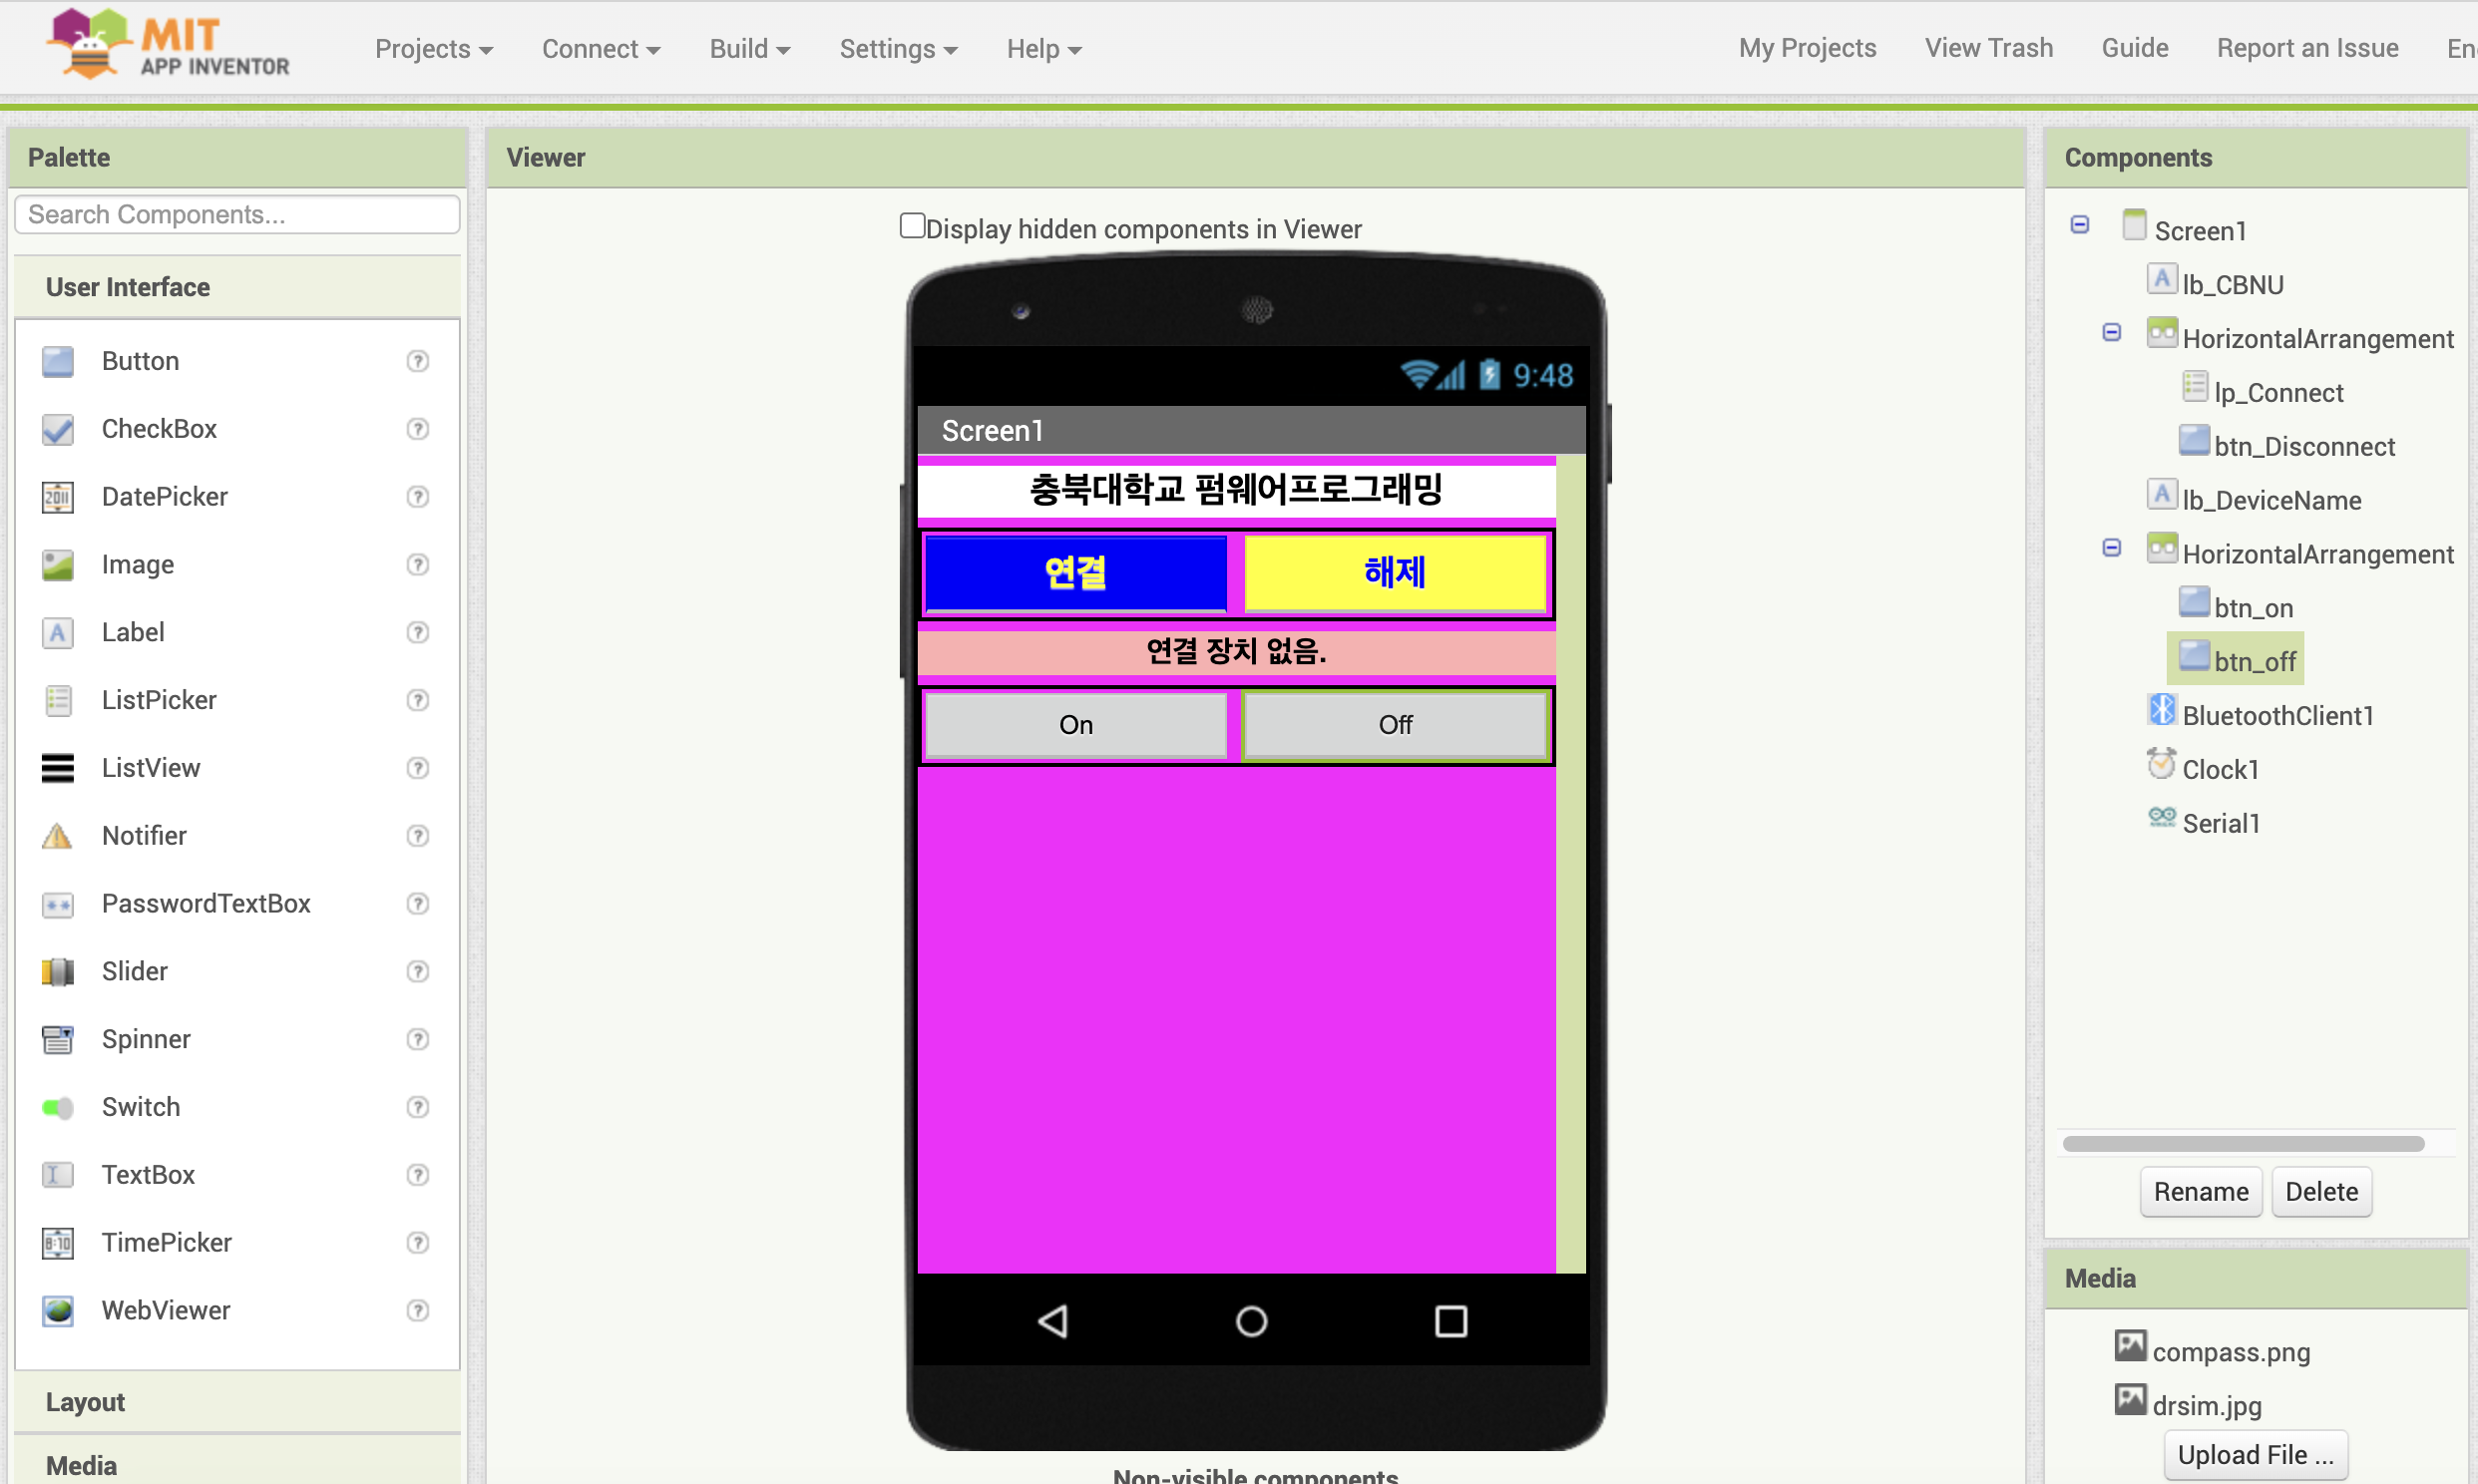 MIT
APP INVENTOR
Projects
Connect
Build
Settings
Help
My Projects
View Trash
Guide
Report an Issue
Palette
Search Components...
User Interface
Button
CheckBox
DatePicker
Image
Label
ListPicker
ListView
Notifier
PasswordTextBox
Slider
Spinner
Switch
TextBox
TimePicker
WebViewer
Layout
Media
Viewer
Display hidden components in Viewer
9:48
Screen1
충북대학교 펌웨어프로그래밍
연결
해제
연결 장치 없음.
On
Off
Non-visible components
Components
Screen1
lb_CBNU
HorizontalArrangement
lp_Connect
btn_Disconnect
lb_DeviceName
HorizontalArrangement
btn_on
btn_off
BluetoothClient1
Clock1
Serial1
Rename
Delete
Media
compass.png
drsim.jpg
Upload File ...